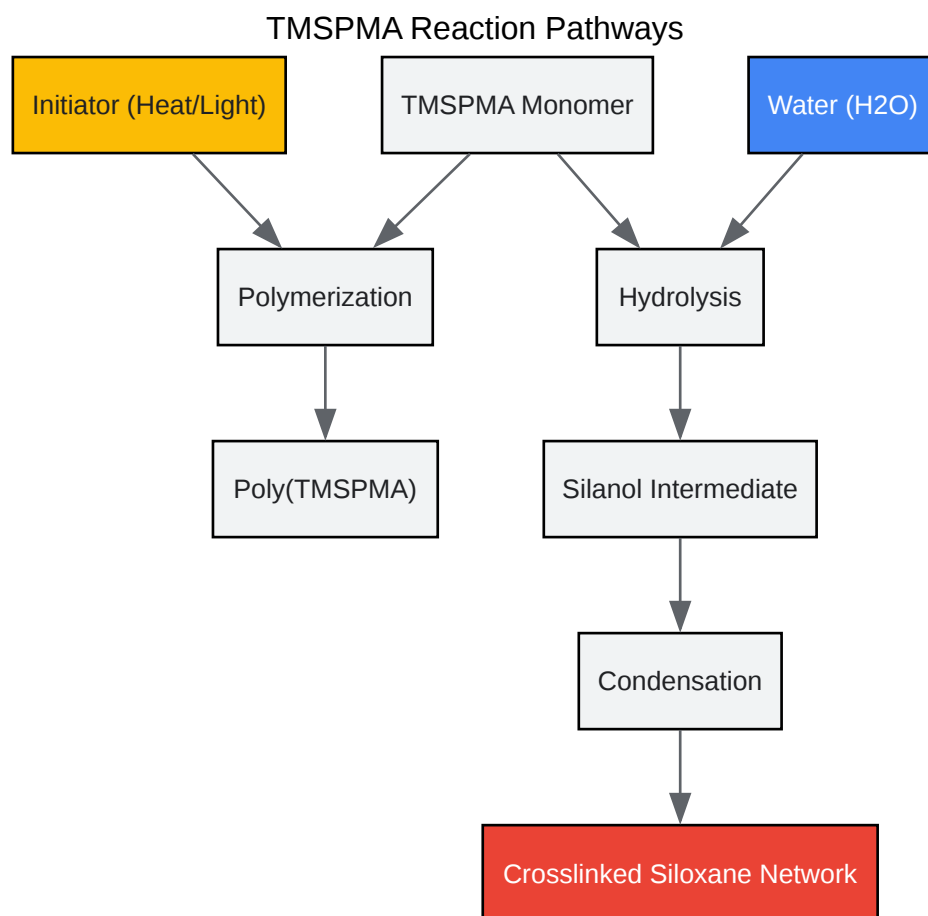 TMSPMA Reaction Pathways
Initiator (Heat/Light)
TMSPMA Monomer
Water (H2O)
Polymerization
Hydrolysis
Poly(TMSPMA)
Silanol Intermediate
Condensation
Crosslinked Siloxane Network